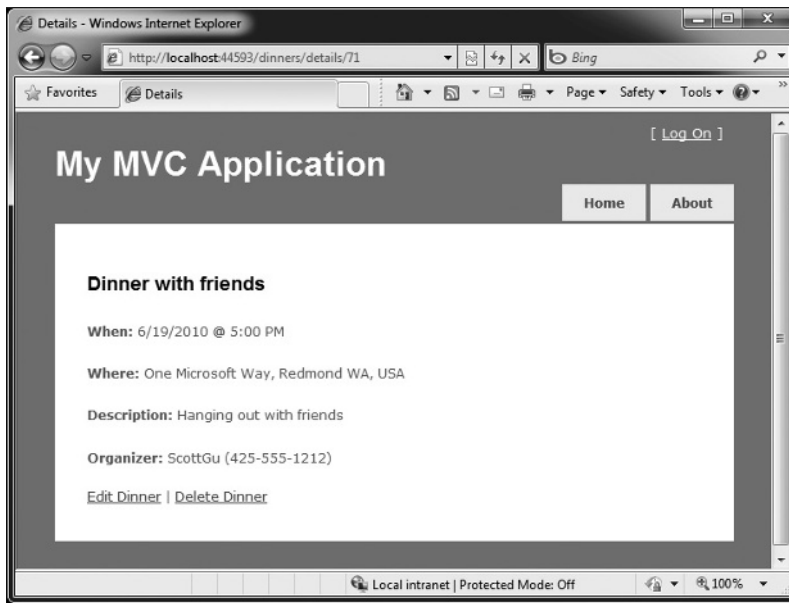 Details - Windows Internet Explorer
http://localhost:44593/dinners/details/71
Bing
Favorites
Details
Page
Safety
Tools
[ Log On ]
My MVC Application
Home
About
Dinner with friends
When: 6/19/2010 @ 5:00 PM
Where: One Microsoft Way, Redmond WA, USA
Description: Hanging out with friends
Organizer: ScottGu (425-555-1212)
Edit Dinner | Delete Dinner
Local intranet | Protected Mode: Off
100%